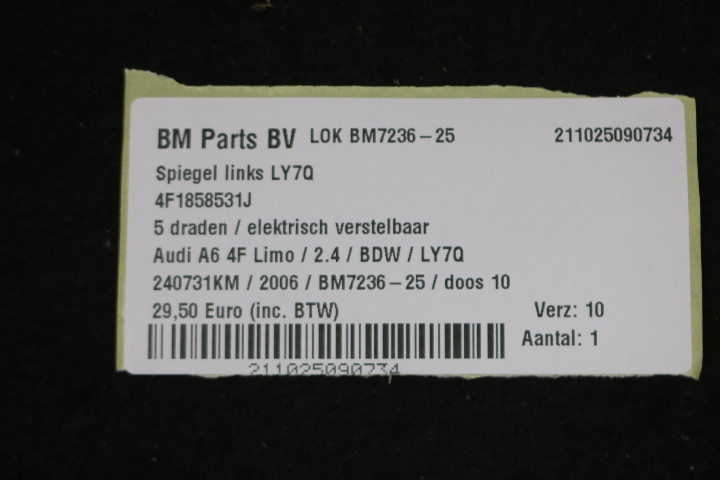 BM Parts BV LOK BM7236-25 211025090734
Spiegel links LY7Q
4F1858531J
5 draden / elektrisch verstelbaar
Audi A6 4F Limo / 2.4 / BDW / LY7Q
240731KM / 2006 / BM7236-25 / doos 10
29,50 Euro (inc. BTW) Verz: 10
Aantal: 1
211025090734